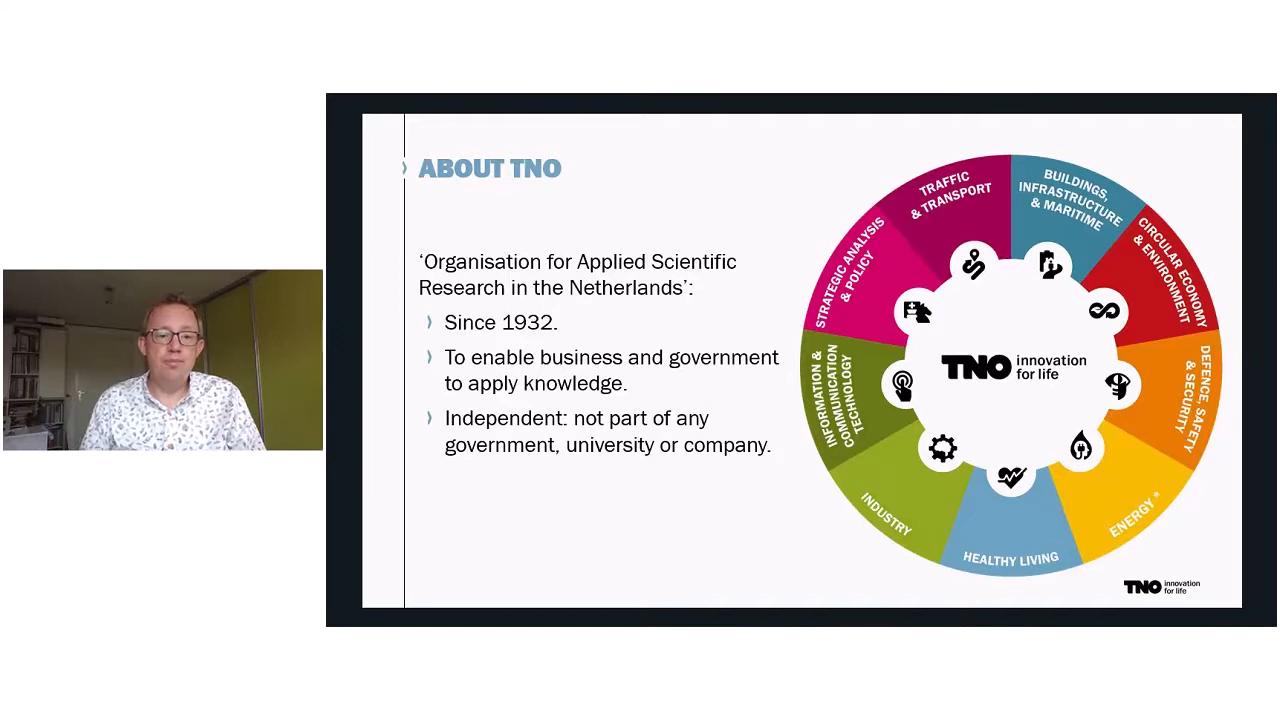 ABOUT TNO
‘Organisation for Applied Scientific
Research in the Netherlands’:
Since 1932.
To enable business and government
to apply knowledge.
Independent: not part of any
government, university or company.
TRAFFIC
& TRANSPORT
BUILDINGS,
INFRASTRUCTURE
& MARITIME
CIRCULAR ECONOMY
& ENVIRONMENT
DEFENCE, SAFETY
& SECURITY
ENERGY *
HEALTHY LIVING
INDUSTRY
INFORMATION &
COMMUNICATION
TECHNOLOGY
STRATEGIC ANALYSIS
& POLICY
TNO innovation
for life
TNO innovation
for life